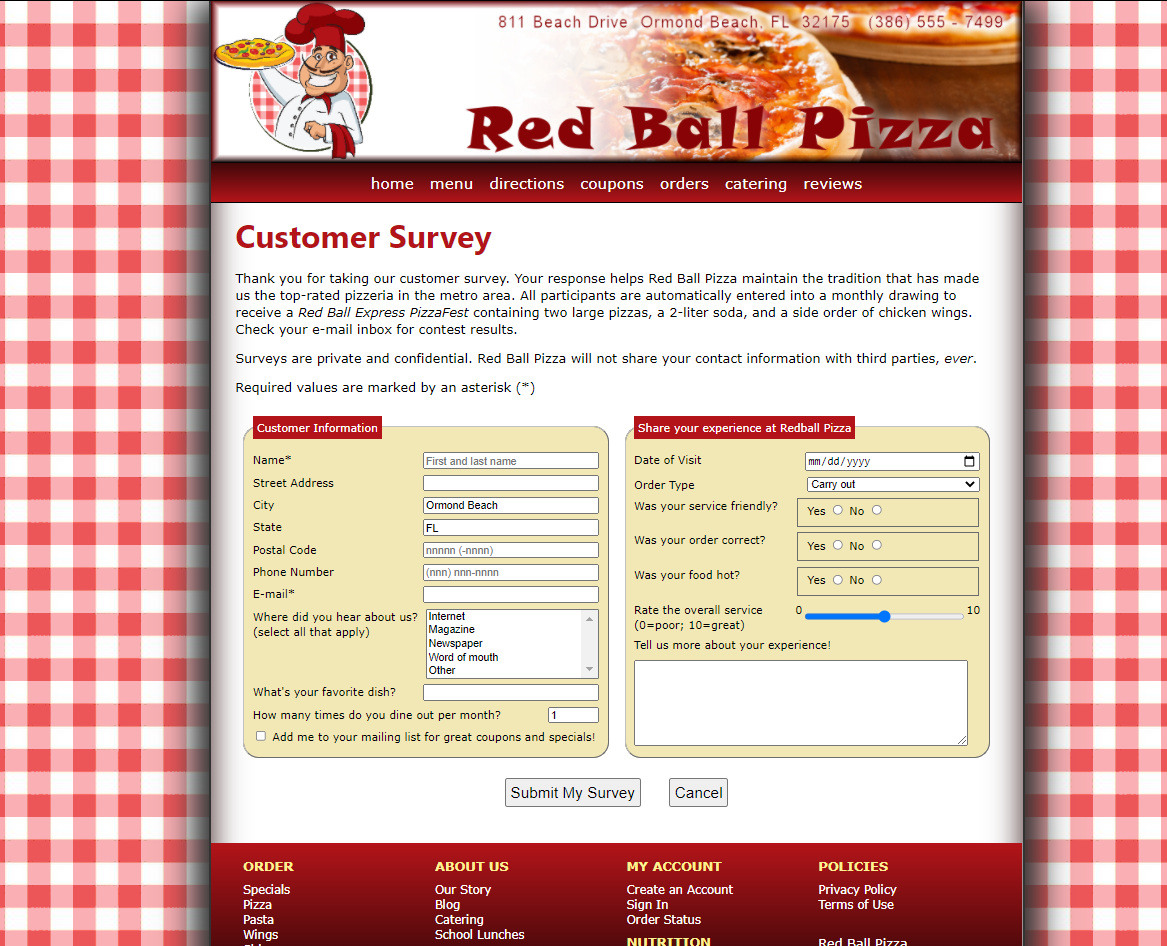 811 Beach Drive Ormond Beach, FL 32175 (386) 555 - 7499
Red Ball Pizza
home menu directions coupons orders catering reviews
Customer Survey
Thank you for taking our customer survey. Your response helps Red Ball Pizza maintain the tradition that has made
us the top-rated pizzeria in the metro area. All participants are automatically entered into a monthly drawing to
receive a Red Ball Express PizzaFest containing two large pizzas, a 2-liter soda, and a side order of chicken wings.
Check your e-mail inbox for contest results.
Surveys are private and confidential. Red Ball Pizza will not share your contact information with third parties, ever.
Required values are marked by an asterisk (*)
Customer Information
Name* First and last name
Street Address
City Ormond Beach
State FL
Postal Code nnnnn (-nnnn)
Phone Number (nnn) nnn-nnnn
E-mail*
Where did you hear about us?
(select all that apply)
Internet
Magazine
Newspaper
Word of mouth
Other
What's your favorite dish?
How many times do you dine out per month? 1
Add me to your mailing list for great coupons and specials!
Share your experience at Redball Pizza
Date of Visit mm/dd/yyyy
Order Type Carry out
Was your service friendly? Yes No
Was your order correct? Yes No
Was your food hot? Yes No
Rate the overall service 0 10
(0=poor; 10=great)
Tell us more about your experience!
Submit My Survey Cancel
ORDER
Specials
Pizza
Pasta
Wings
ABOUT US
Our Story
Blog
Catering
School Lunches
MY ACCOUNT
Create an Account
Sign In
Order Status
NUTRITION
POLICIES
Privacy Policy
Terms of Use
Red Ball Pizza